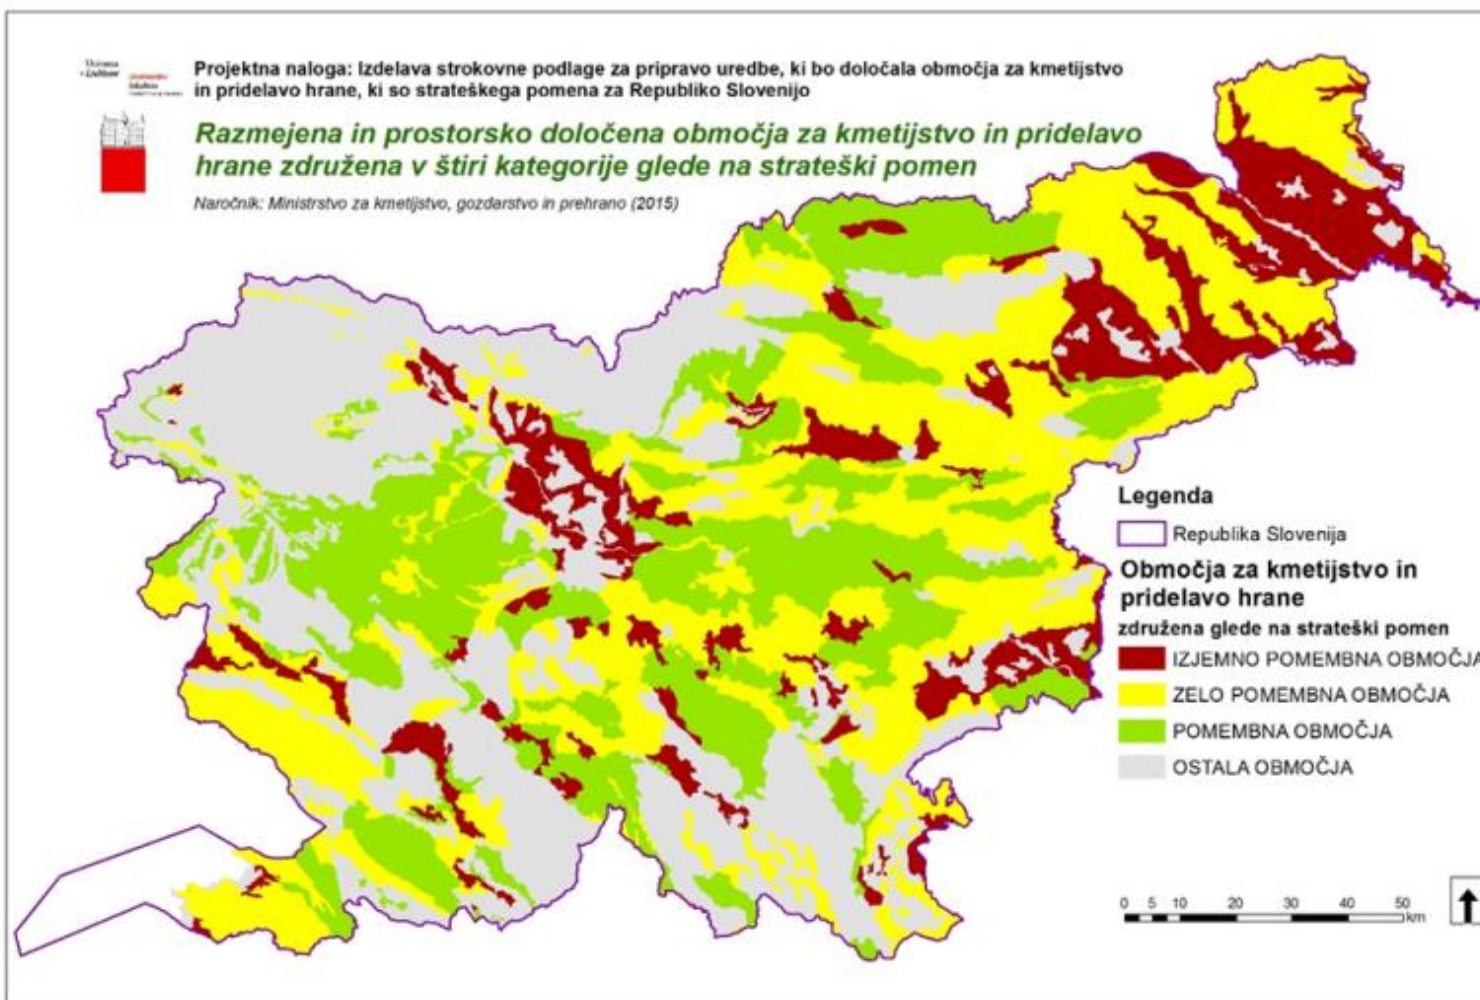 Projektna naloga: Izdelava strokovne podlage za pripravo uredbe, ki bo določala območja za kmetijstvo
in pridelavo hrane, ki so strateškega pomena za Republiko Slovenijo
Razmejena in prostorsko določena območja za kmetijstvo in pridelavo
hrane združena v štiri kategorije glede na strateški pomen
Naročnik: Ministrstvo za kmetijstvo, gozdarstvo in prehrano (2015)
Legenda
Republika Slovenija
Območja za kmetijstvo in
pridelavo hrane
združena glede na strateški pomen
IZJEMNO POMEMBNA OBMOČJA
ZELO POMEMBNA OBMOČJA
POMEMBNA OBMOČJA
OSTALA OBMOČJA
0 5 10 20 30 40 50
km